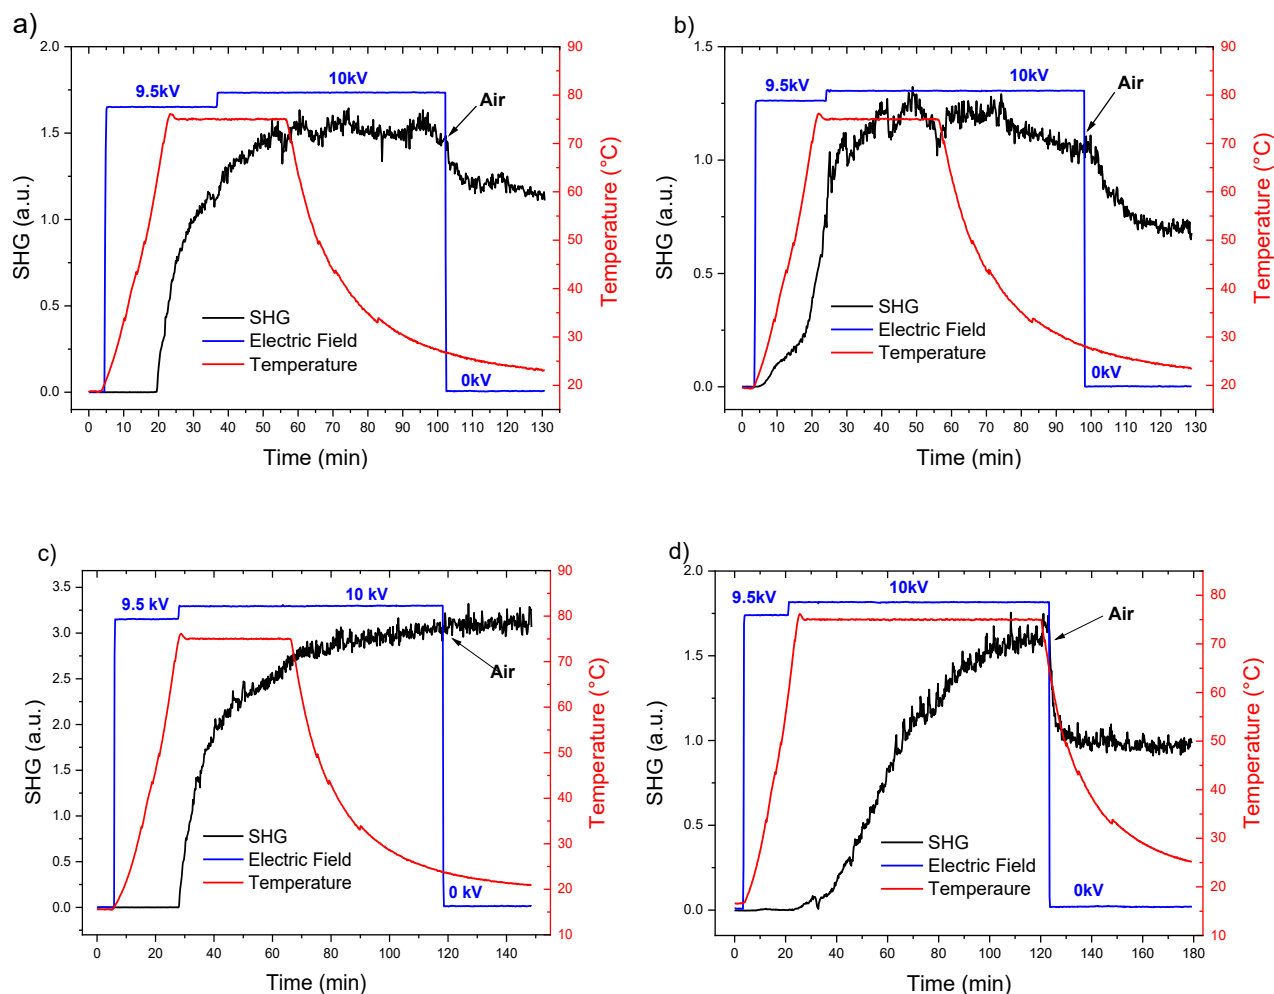 a)
2.0
1.5
1.0
0.5
0.0
SHG (a.u.)
9.5kV
10kV
Air
0kV
SHG
Electric Field
Temperature
90
80
70
60
50
40
30
20
Temperature (°C)
0 10 20 30 40 50 60 70 80 90 100 110 120 130
Time (min)
b)
1.5
1.0
0.5
0.0
SHG (a.u.)
9.5kV
10kV
Air
0kV
SHG
Electric Field
Temperature
90
80
70
60
50
40
30
20
Temperature (°C)
0 10 20 30 40 50 60 70 80 90 100 110 120 130
Time (min)
c)
3.5
3.0
2.5
2.0
1.5
1.0
0.5
0.0
SHG (a.u.)
9.5 kV
10 kV
Air
0 kV
SHG
Electric Field
Temperature
90
80
70
60
50
40
30
20
10
Temperature (°C)
0 20 40 60 80 100 120 140
Time (min)
d)
2.0
1.5
1.0
0.5
0.0
SHG (a.u.)
9.5kV
10kV
Air
0kV
SHG
Electric Field
Temperaure
80
70
60
50
40
30
20
10
Temperature (°C)
0 20 40 60 80 100 120 140 160 180
Time (min)